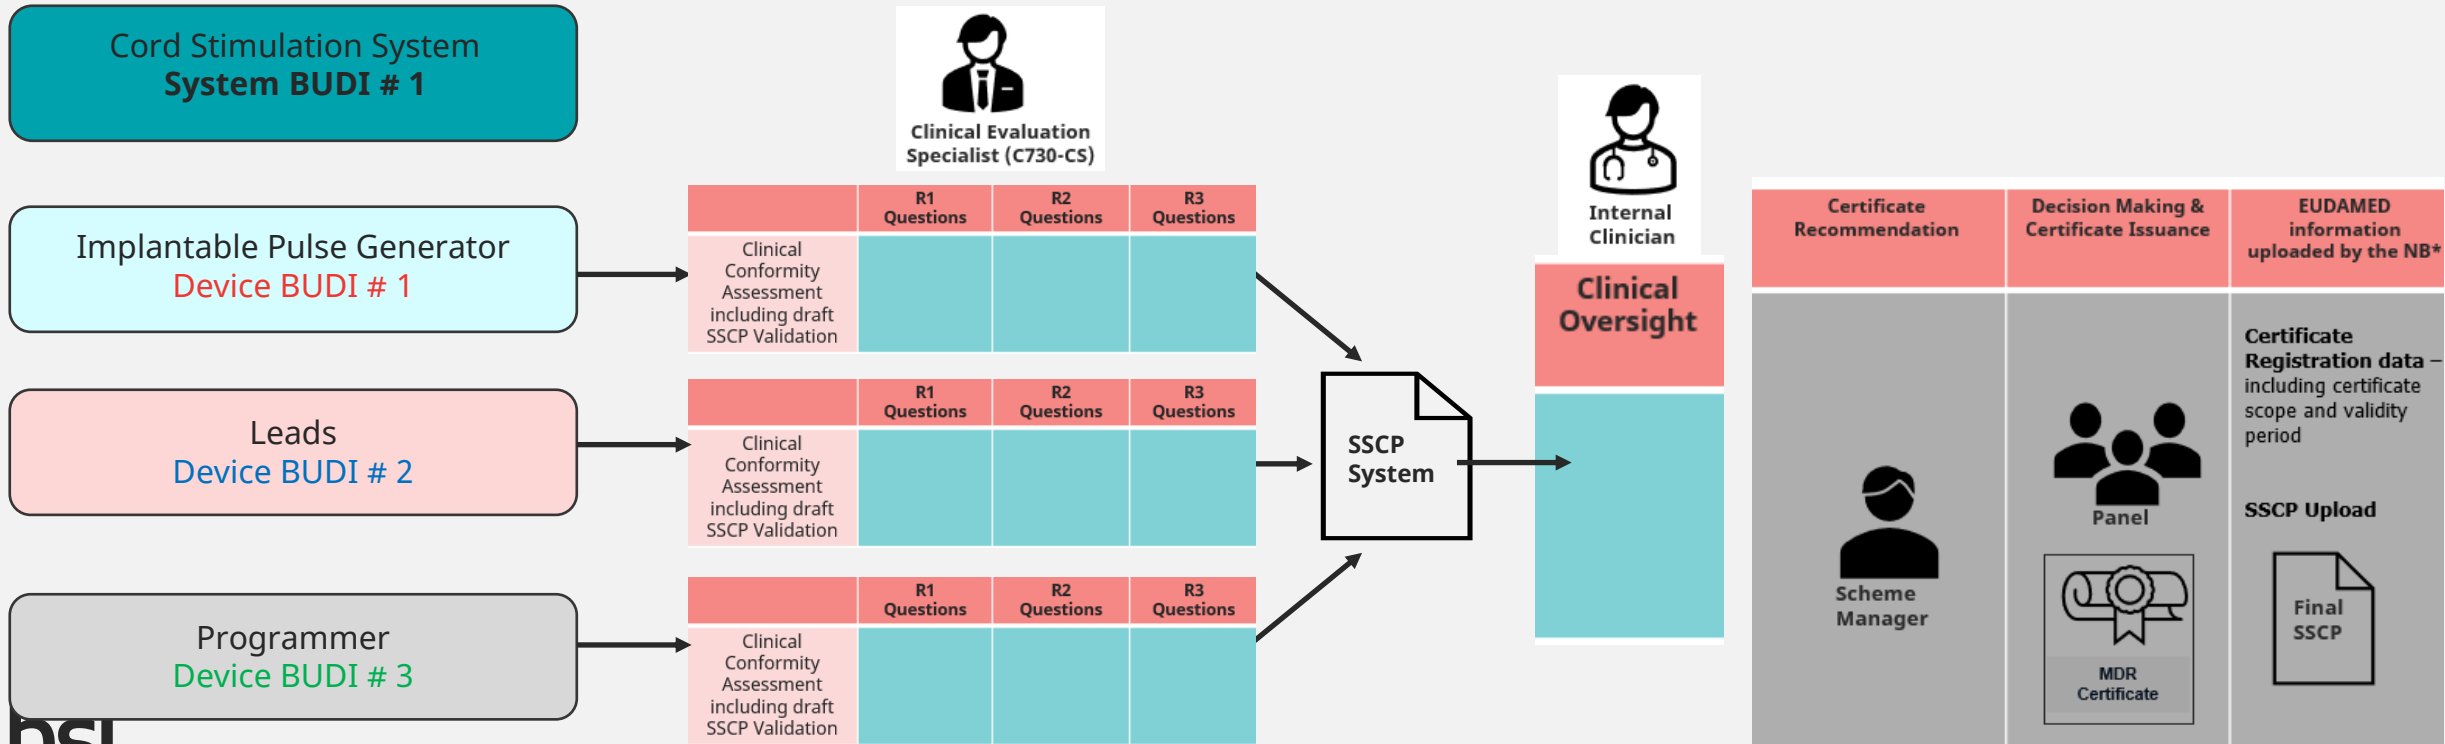 Cord Stimulation System
System BUDI # 1
Clinical Evaluation
Specialist (C730-CS)
Internal
Clinician
Implantable Pulse Generator
Device BUDI # 1
R1
Questions
R2
Questions
R3
Questions
Clinical
Conformity
Assessment
including draft
SSCP Validation
Leads
Device BUDI # 2
R1
Questions
R2
Questions
R3
Questions
Clinical
Conformity
Assessment
including draft
SSCP Validation
Programmer
Device BUDI # 3
R1
Questions
R2
Questions
R3
Questions
Clinical
Conformity
Assessment
including draft
SSCP Validation
SSCP
System
Clinical
Oversight
Certificate
Recommendation
Decision Making &
Certificate Issuance
EUDAMED
information
uploaded by the NB*
Scheme
Manager
Panel
MDR
Certificate
Certificate
Registration data –
including certificate
scope and validity
period
SSCP Upload
Final
SSCP
bsi